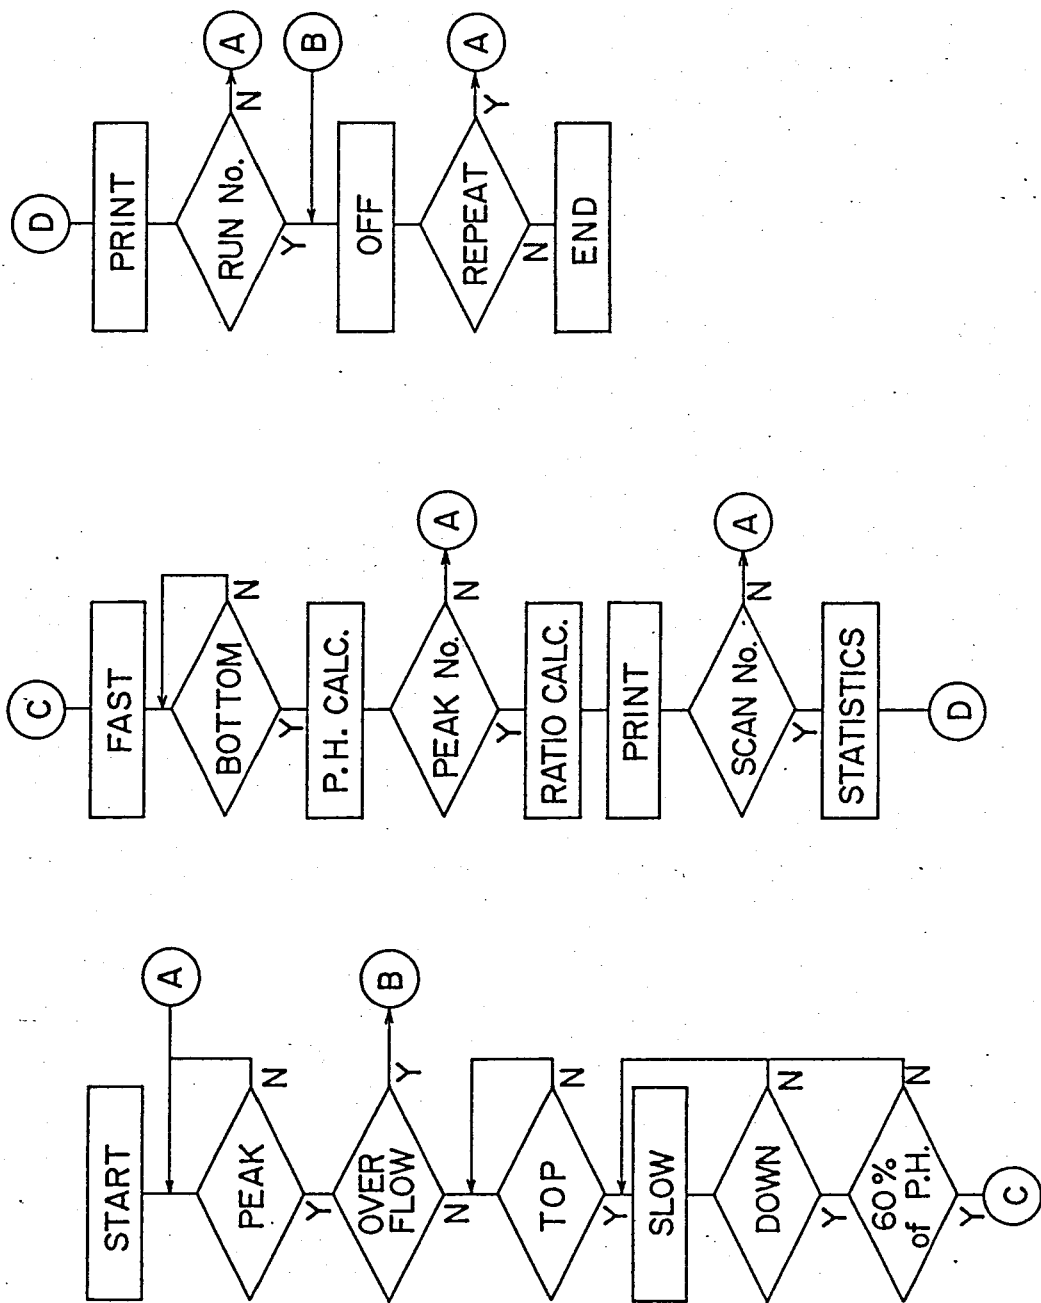 START
A
PEAK
N
Y
OVER
FLOW
Y
B
N
TOP
N
Y
SLOW
DOWN
N
Y
60%
of P.H.
N
Y
C
C
FAST
BOTTOM
N
Y
P.H. CALC.
PEAK No.
N
A
Y
RATIO CALC.
PRINT
SCAN No.
N
A
Y
STATISTICS
D
D
PRINT
RUN No.
N
A
Y
B
OFF
REPEAT
Y
A
N
END